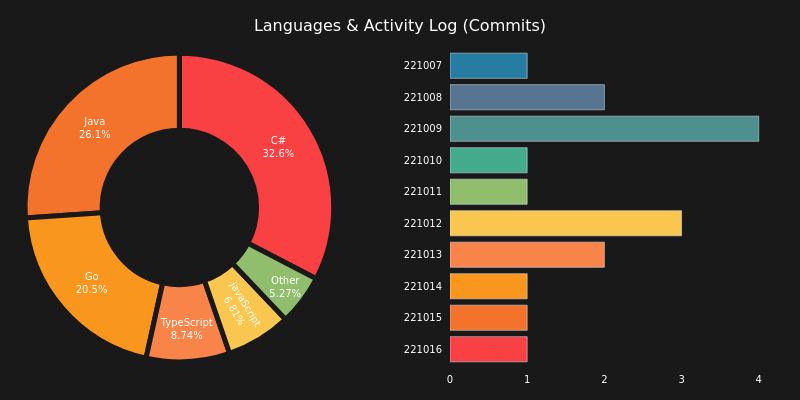 Languages & Activity Log (Commits)
Java
26.1%
C#
32.6%
Go
20.5%
TypeScript
8.74%
JavaScript
6.81%
Other
5.27%
221007
221008
221009
221010
221011
221012
221013
221014
221015
221016
0 1 2 3 4